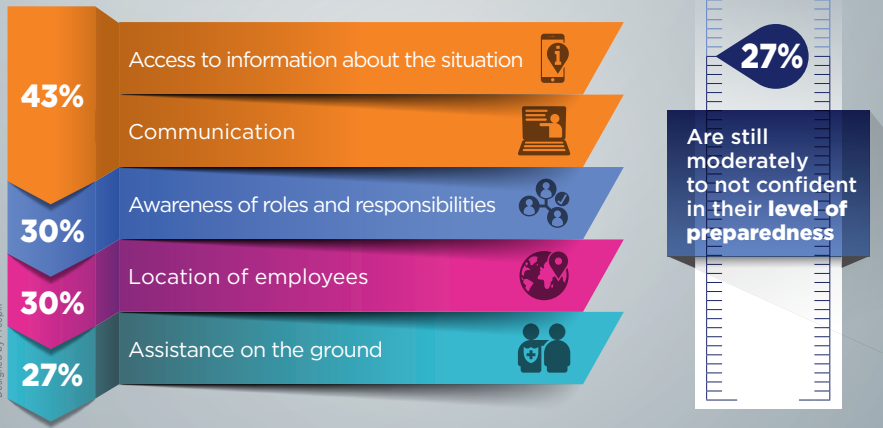 43%
Access to information about the situation
Communication
30%
Awareness of roles and responsibilities
30%
Location of employees
27%
Assistance on the ground
27%
Are still
moderately
to not confident
in their level of
preparedness